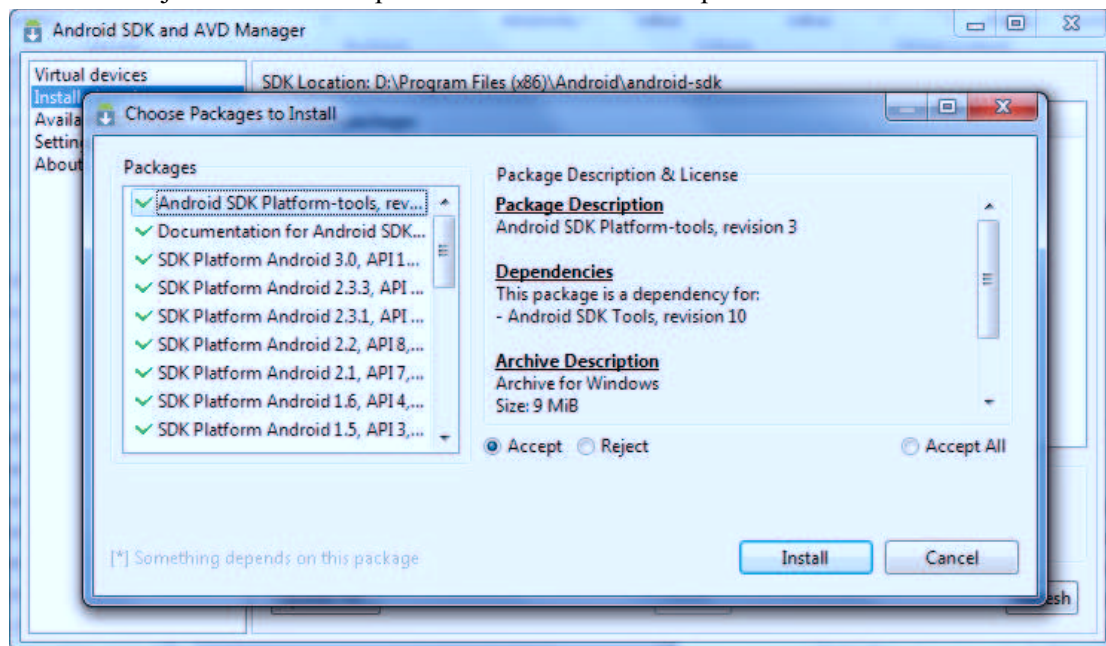 Android SDK and AVD Manager
Virtual devices
SDK Location: D:\Program Files (x86)\Android\android-sdk
Install
Availa
Settin
About
Choose Packages to Install
Packages
Android SDK Platform-tools, rev...
Documentation for Android SDK...
SDK Platform Android 3.0, API 1...
SDK Platform Android 2.3.3, API ...
SDK Platform Android 2.3.1, API ...
SDK Platform Android 2.2, API 8,...
SDK Platform Android 2.1, API 7,...
SDK Platform Android 1.6, API 4,...
SDK Platform Android 1.5, API 3,...
Package Description & License
Package Description
Android SDK Platform-tools, revision 3
Dependencies
This package is a dependency for:
- Android SDK Tools, revision 10
Archive Description
Archive for Windows
Size: 9 MiB
Accept Reject Accept All
[*] Something depends on this package
Install Cancel
esh